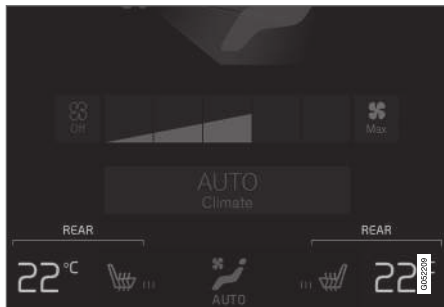 Off
Max
AUTO
Climate
REAR REAR
22°C 22°C
AUTO
G052209